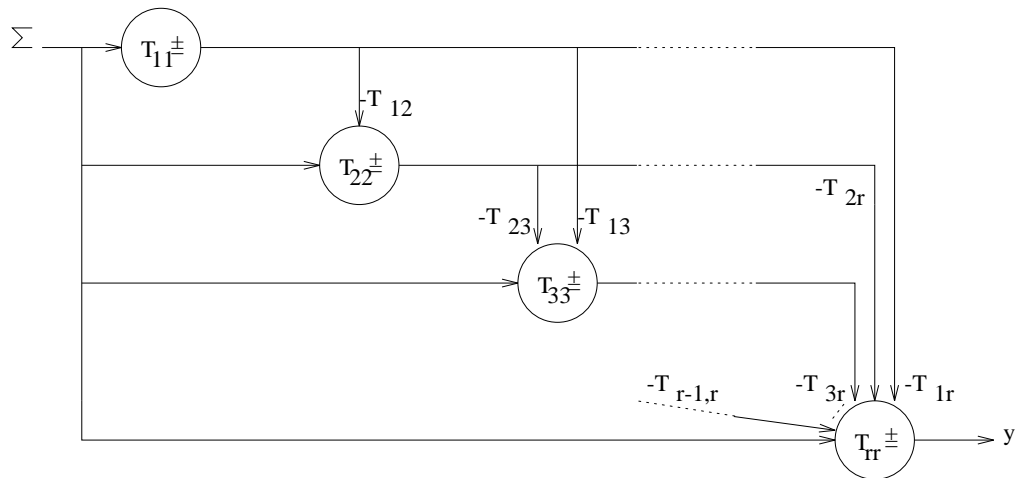 Σ
T11±
-T 12
T22±
-T 2r
-T 23
-T 13
T33±
-T r-1,r
-T 3r
-T 1r
Trr±
y